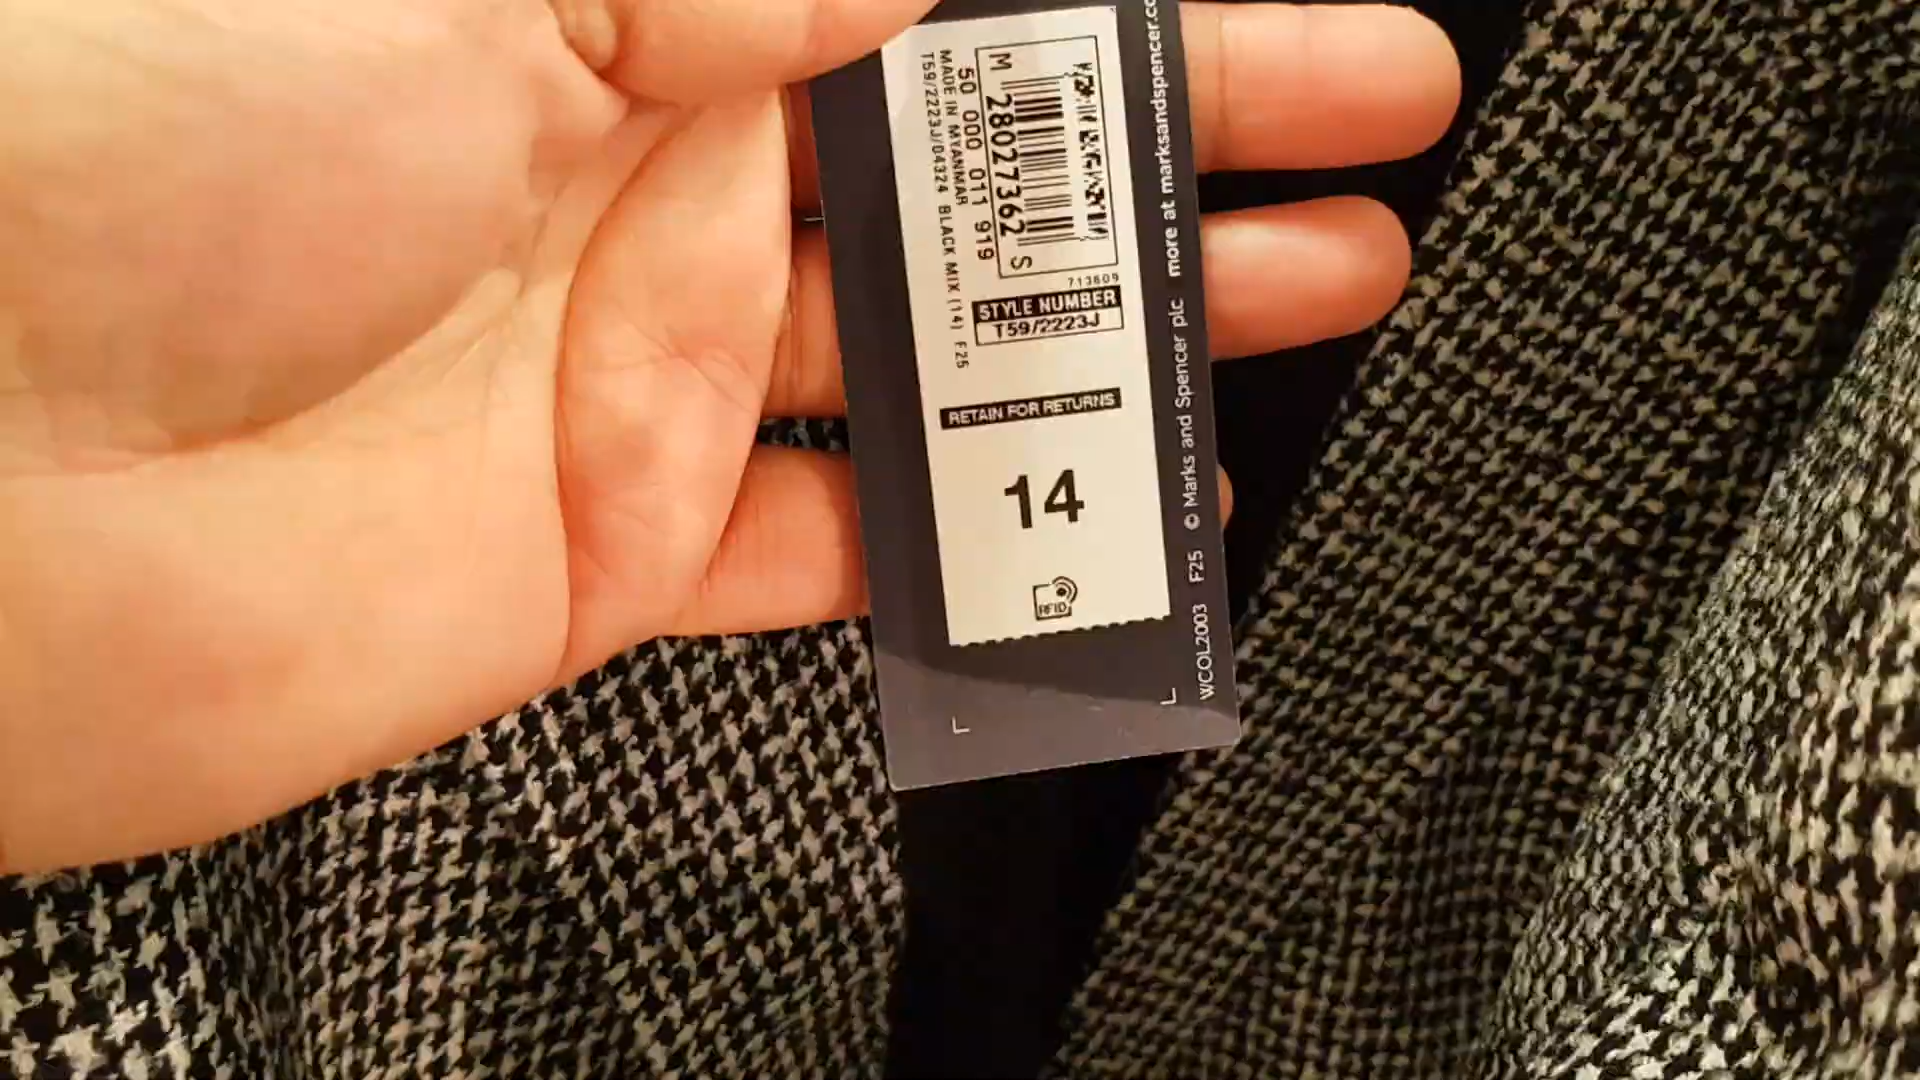 M 28027362 S
50 000 011 919
MADE IN MYANMAR
T59/2223J/04324 BLACK MIX (14) F25
713609
STYLE NUMBER
T59/2223J
RETAIN FOR RETURNS
14
RFID
WCOL2003 F25 © Marks and Spencer plc more at marksandspencer.co